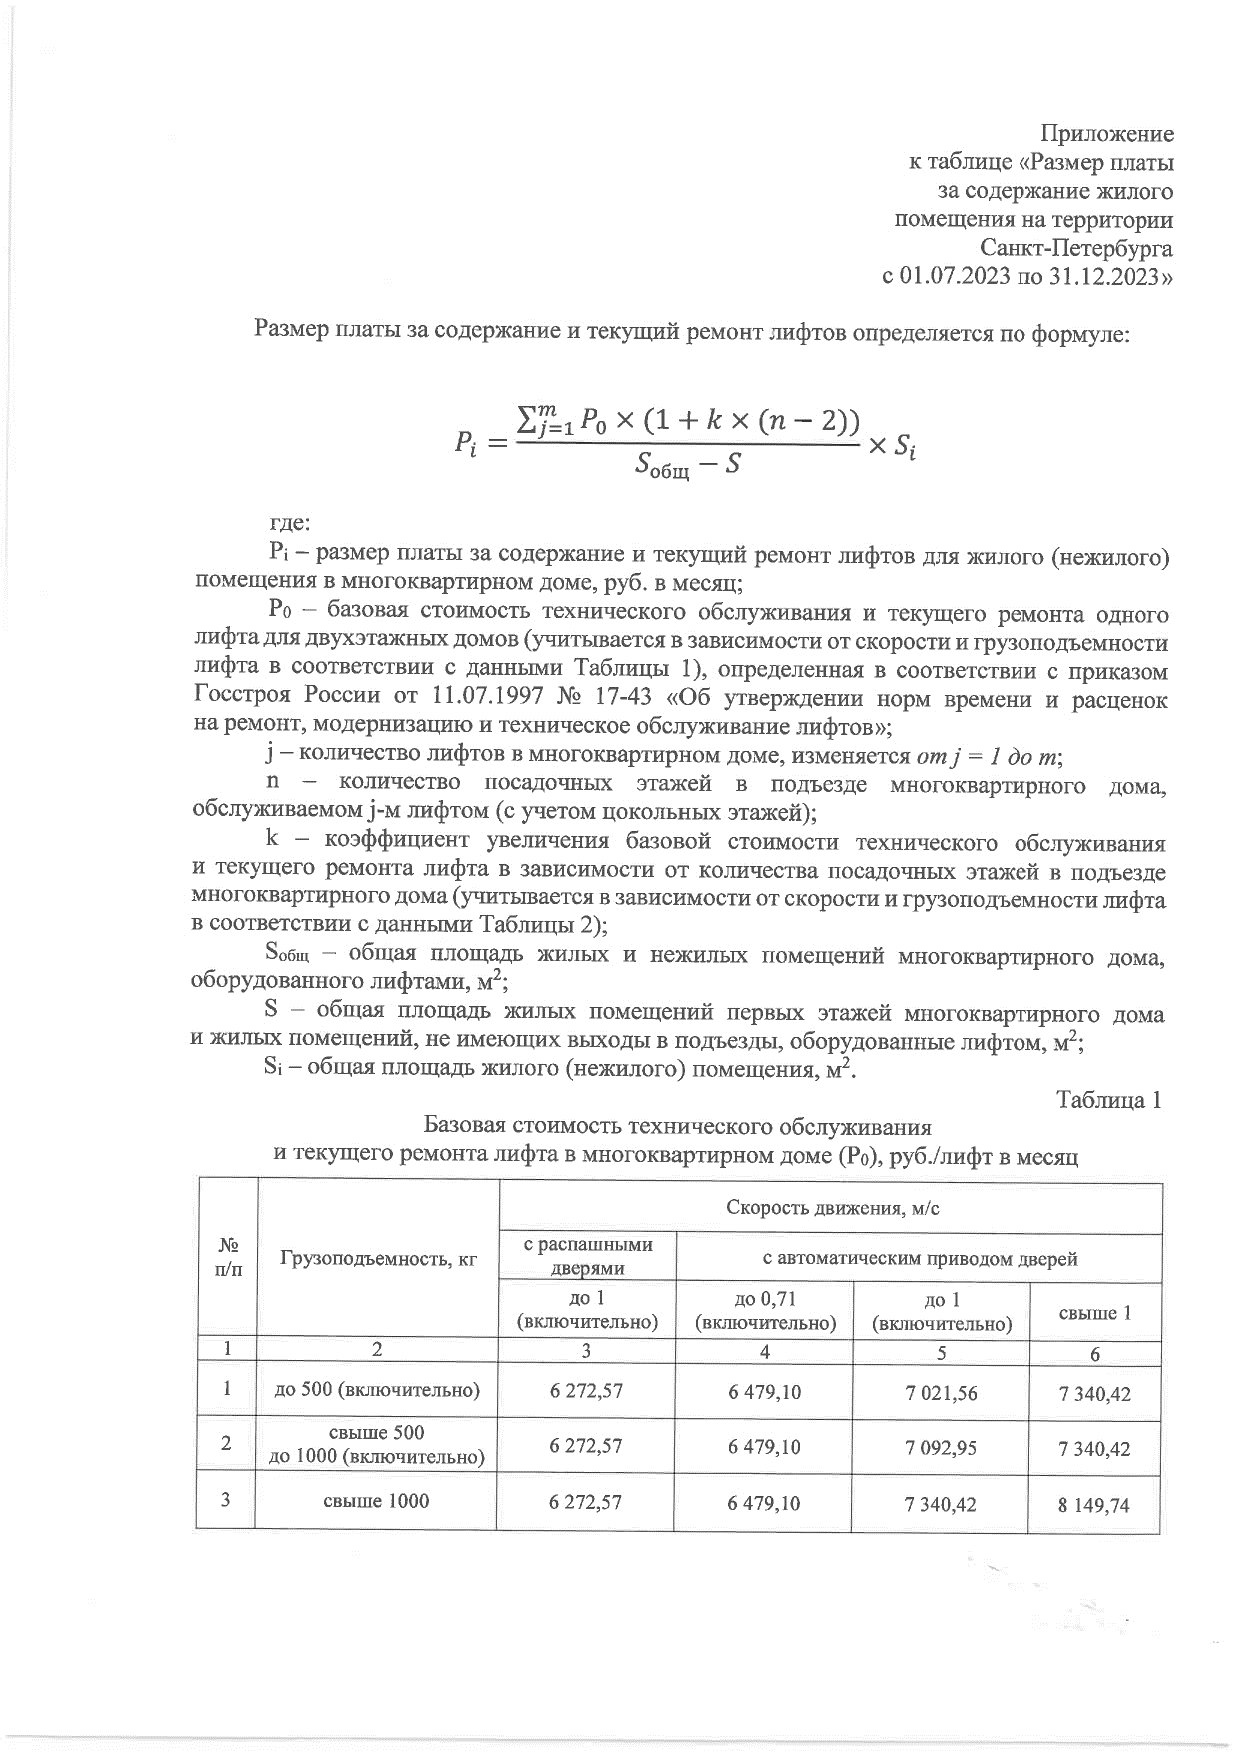 Приложение
к таблице «Размер платы
за содержание жилого
помещения на территории
Санкт-Петербурга
с 01.07.2023 по 31.12.2023»
Размер платы за содержание и текущий ремонт лифтов определяется по формуле:
P_i = \frac{\sum_{j=1}^{m} P_0 × (1 + k × (n − 2))}{S_{общ} − S} × S_i
где:
Pi – размер платы за содержание и текущий ремонт лифтов для жилого (нежилого)
помещения в многоквартирном доме, руб. в месяц;
P0 – базовая стоимость технического обслуживания и текущего ремонта одного
лифта для двухэтажных домов (учитывается в зависимости от скорости и грузоподъемности
лифта в соответствии с данными Таблицы 1), определенная в соответствии с приказом
Госстроя России от 11.07.1997 № 17-43 «Об утверждении норм времени и расценок
на ремонт, модернизацию и техническое обслуживание лифтов»;
j – количество лифтов в многоквартирном доме, изменяется от j = 1 до m;
n – количество посадочных этажей в подъезде многоквартирного дома,
обслуживаемом j-м лифтом (с учетом цокольных этажей);
k – коэффициент увеличения базовой стоимости технического обслуживания
и текущего ремонта лифта в зависимости от количества посадочных этажей в подъезде
многоквартирного дома (учитывается в зависимости от скорости и грузоподъемности лифта
в соответствии с данными Таблицы 2);
Sобщ – общая площадь жилых и нежилых помещений многоквартирного дома,
оборудованного лифтами, м²;
S – общая площадь жилых помещений первых этажей многоквартирного дома
и жилых помещений, не имеющих выходы в подъезды, оборудованные лифтом, м²;
Si – общая площадь жилого (нежилого) помещения, м².
Таблица 1
Базовая стоимость технического обслуживания
и текущего ремонта лифта в многоквартирном доме (P0), руб./лифт в месяц
№ п/п Грузоподъемность, кг Скорость движения, м/с
с распашными дверями с автоматическим приводом дверей
до 1 (включительно) до 0,71 (включительно) до 1 (включительно) свыше 1
1 2 3 4 5 6
1 до 500 (включительно) 6 272,57 6 479,10 7 021,56 7 340,42
2 свыше 500 до 1000 (включительно) 6 272,57 6 479,10 7 092,95 7 340,42
3 свыше 1000 6 272,57 6 479,10 7 340,42 8 149,74